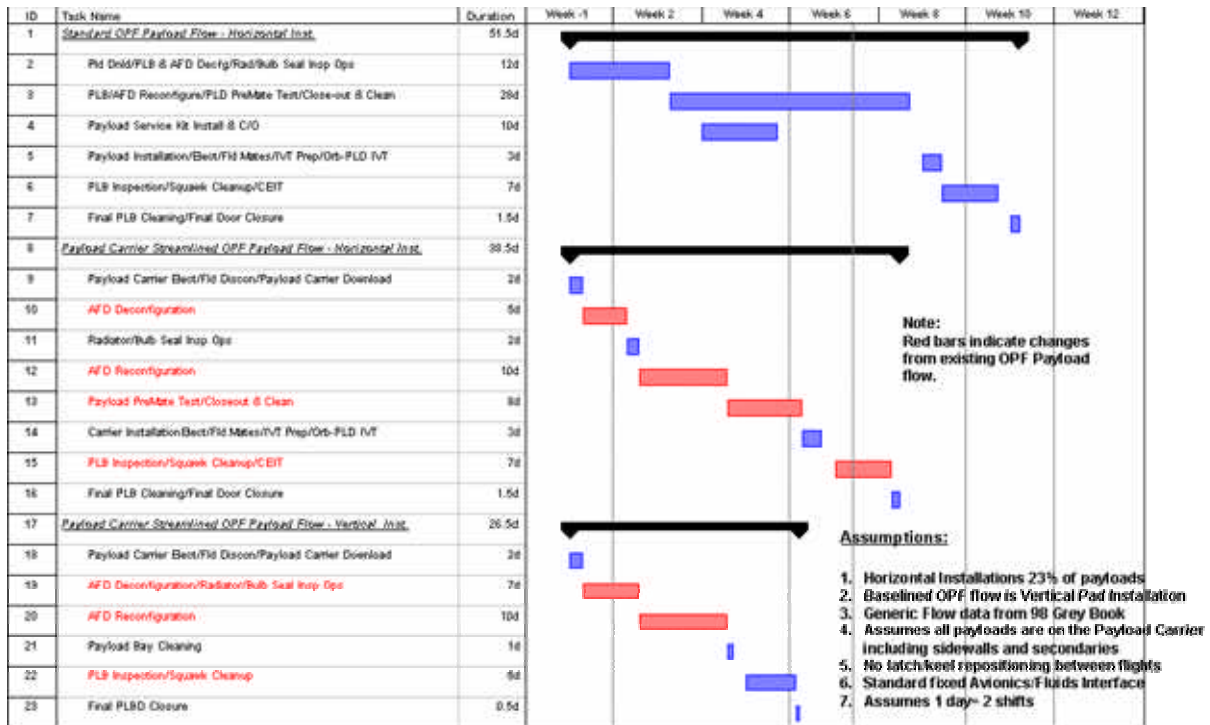 ID Task Name Duration Week -1 Week 2 Week 4 Week 6 Week 8 Week 10 Week 12
1 Standard OPF Payload Flow - Horizontal Inst. 51.5d
2 Pld Dnld/PLB & AFD Decfg/Rad/Bulb Seal Insp Ops 12d
3 PLB/AFD Reconfigure/PLD PreMate Test/Close-out & Clean 28d
4 Payload Service Kit Install & C/O 10d
5 Payload Installation/Elect/Fld Mates/IVT Prep/Orb-PLD IVT 3d
6 PLB Inspection/Squawk Cleanup/CEIT 7d
7 Final PLB Cleaning/Final Door Closure 1.5d
8 Payload Carrier Streamlined OPF Payload Flow - Horizontal Inst. 38.5d
9 Payload Carrier Elect/Fld Discon/Payload Carrier Download 2d
10 AFD Deconfiguration 5d
11 Radiator/Bulb Seal Insp Ops 2d
12 AFD Reconfiguration 10d
13 Payload PreMate Test/Closeout & Clean 8d
14 Carrier Installation Elect/Fld Mates/IVT Prep/Orb-PLD IVT 3d
15 PLB Inspection/Squawk Cleanup/CEIT 7d
16 Final PLB Cleaning/Final Door Closure 1.5d
17 Payload Carrier Streamlined OPF Payload Flow - Vertical Inst. 26.5d
18 Payload Carrier Elect/Fld Discon/Payload Carrier Download 2d
19 AFD Deconfiguration/Radiator/Bulb Seal Insp Ops 7d
20 AFD Reconfiguration 10d
21 Payload Bay Cleaning 1d
22 PLB Inspection/Squawk Cleanup 6d
23 Final PLBD Closure 0.5d
Note:
Red bars indicate changes
from existing OPF Payload
flow.
Assumptions:
1. Horizontal Installations 23% of payloads
2. Baselined OPF flow is Vertical Pad Installation
3. Generic Flow data from 98 Grey Book
4. Assumes all payloads are on the Payload Carrier
including sidewalls and secondaries
5. No latch/keel repositioning between flights
6. Standard fixed Avionics/Fluids Interface
7. Assumes 1 day~ 2 shifts